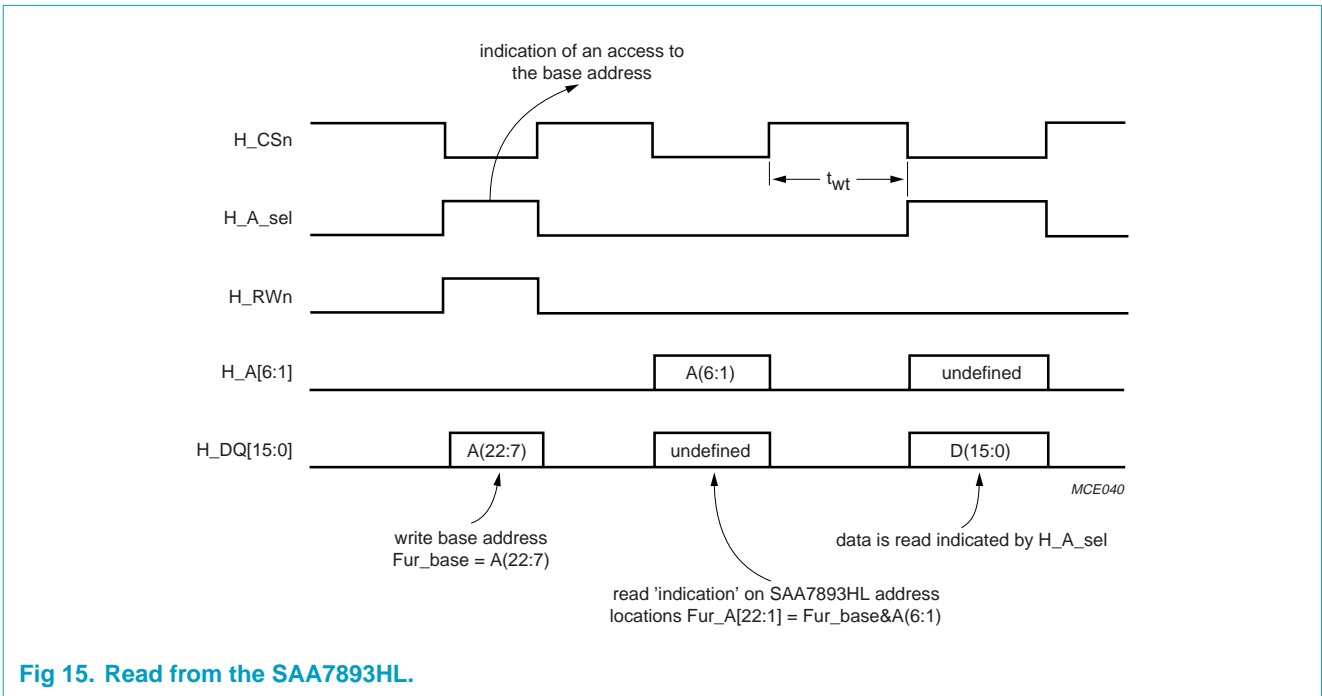 indication of an access to
the base address
H_CSn
twt
H_A_sel
H_RWn
H_A[6:1]
A(6:1)
undefined
H_DQ[15:0]
A(22:7)
undefined
D(15:0)
MCE040
write base address
Fur_base = A(22:7)
data is read indicated by H_A_sel
read 'indication' on SAA7893HL address
locations Fur_A[22:1] = Fur_base&A(6:1)
Fig 15. Read from the SAA7893HL.